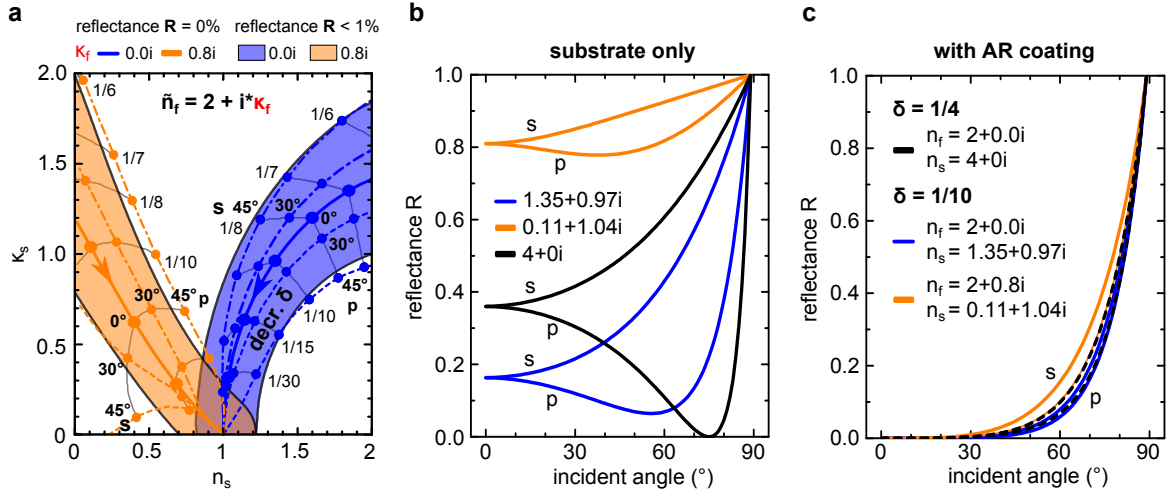 a
reflectance R = 0% reflectance R < 1%
κf 0.0i 0.8i 0.0i 0.8i
ñf = 2 + i*κf
2.0
1.5
1.0
0.5
0
κs
0 0.5 1 1.5 2
ns
1/6
1/7
1/8
1/10
30°
45°
p
0°
30°
45°
s
1/6
1/7
s 45°
1/8
30°
0°
30°
45°
p
decr. δ
1/10
1/15
1/30
b
substrate only
1.0
0.8
0.6
0.4
0.2
0.0
reflectance R
s
p
1.35+0.97i
0.11+1.04i
4+0i
s
p
s
p
0 30 60 90
incident angle (°)
c
with AR coating
1.0
0.8
0.6
0.4
0.2
0.0
reflectance R
δ = 1/4
nf = 2+0.0i
ns = 4+0i
δ = 1/10
nf = 2+0.0i
ns = 1.35+0.97i
nf = 2+0.8i
ns = 0.11+1.04i
s
p
0 30 60 90
incident angle (°)